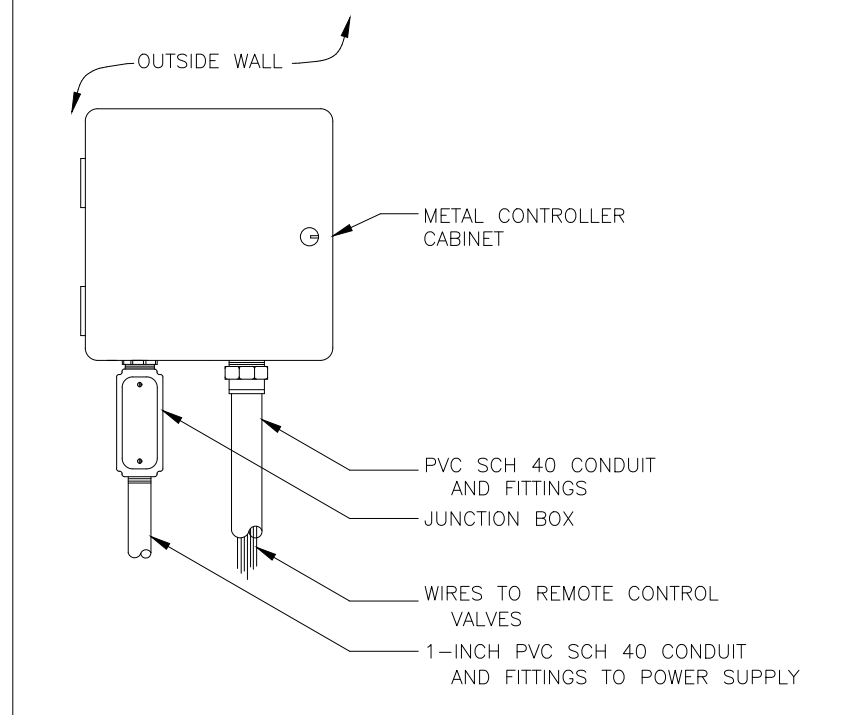 OUTSIDE WALL
METAL CONTROLLER
CABINET
PVC SCH 40 CONDUIT
AND FITTINGS
JUNCTION BOX
WIRES TO REMOTE CONTROL
VALVES
1-INCH PVC SCH 40 CONDUIT
AND FITTINGS TO POWER SUPPLY